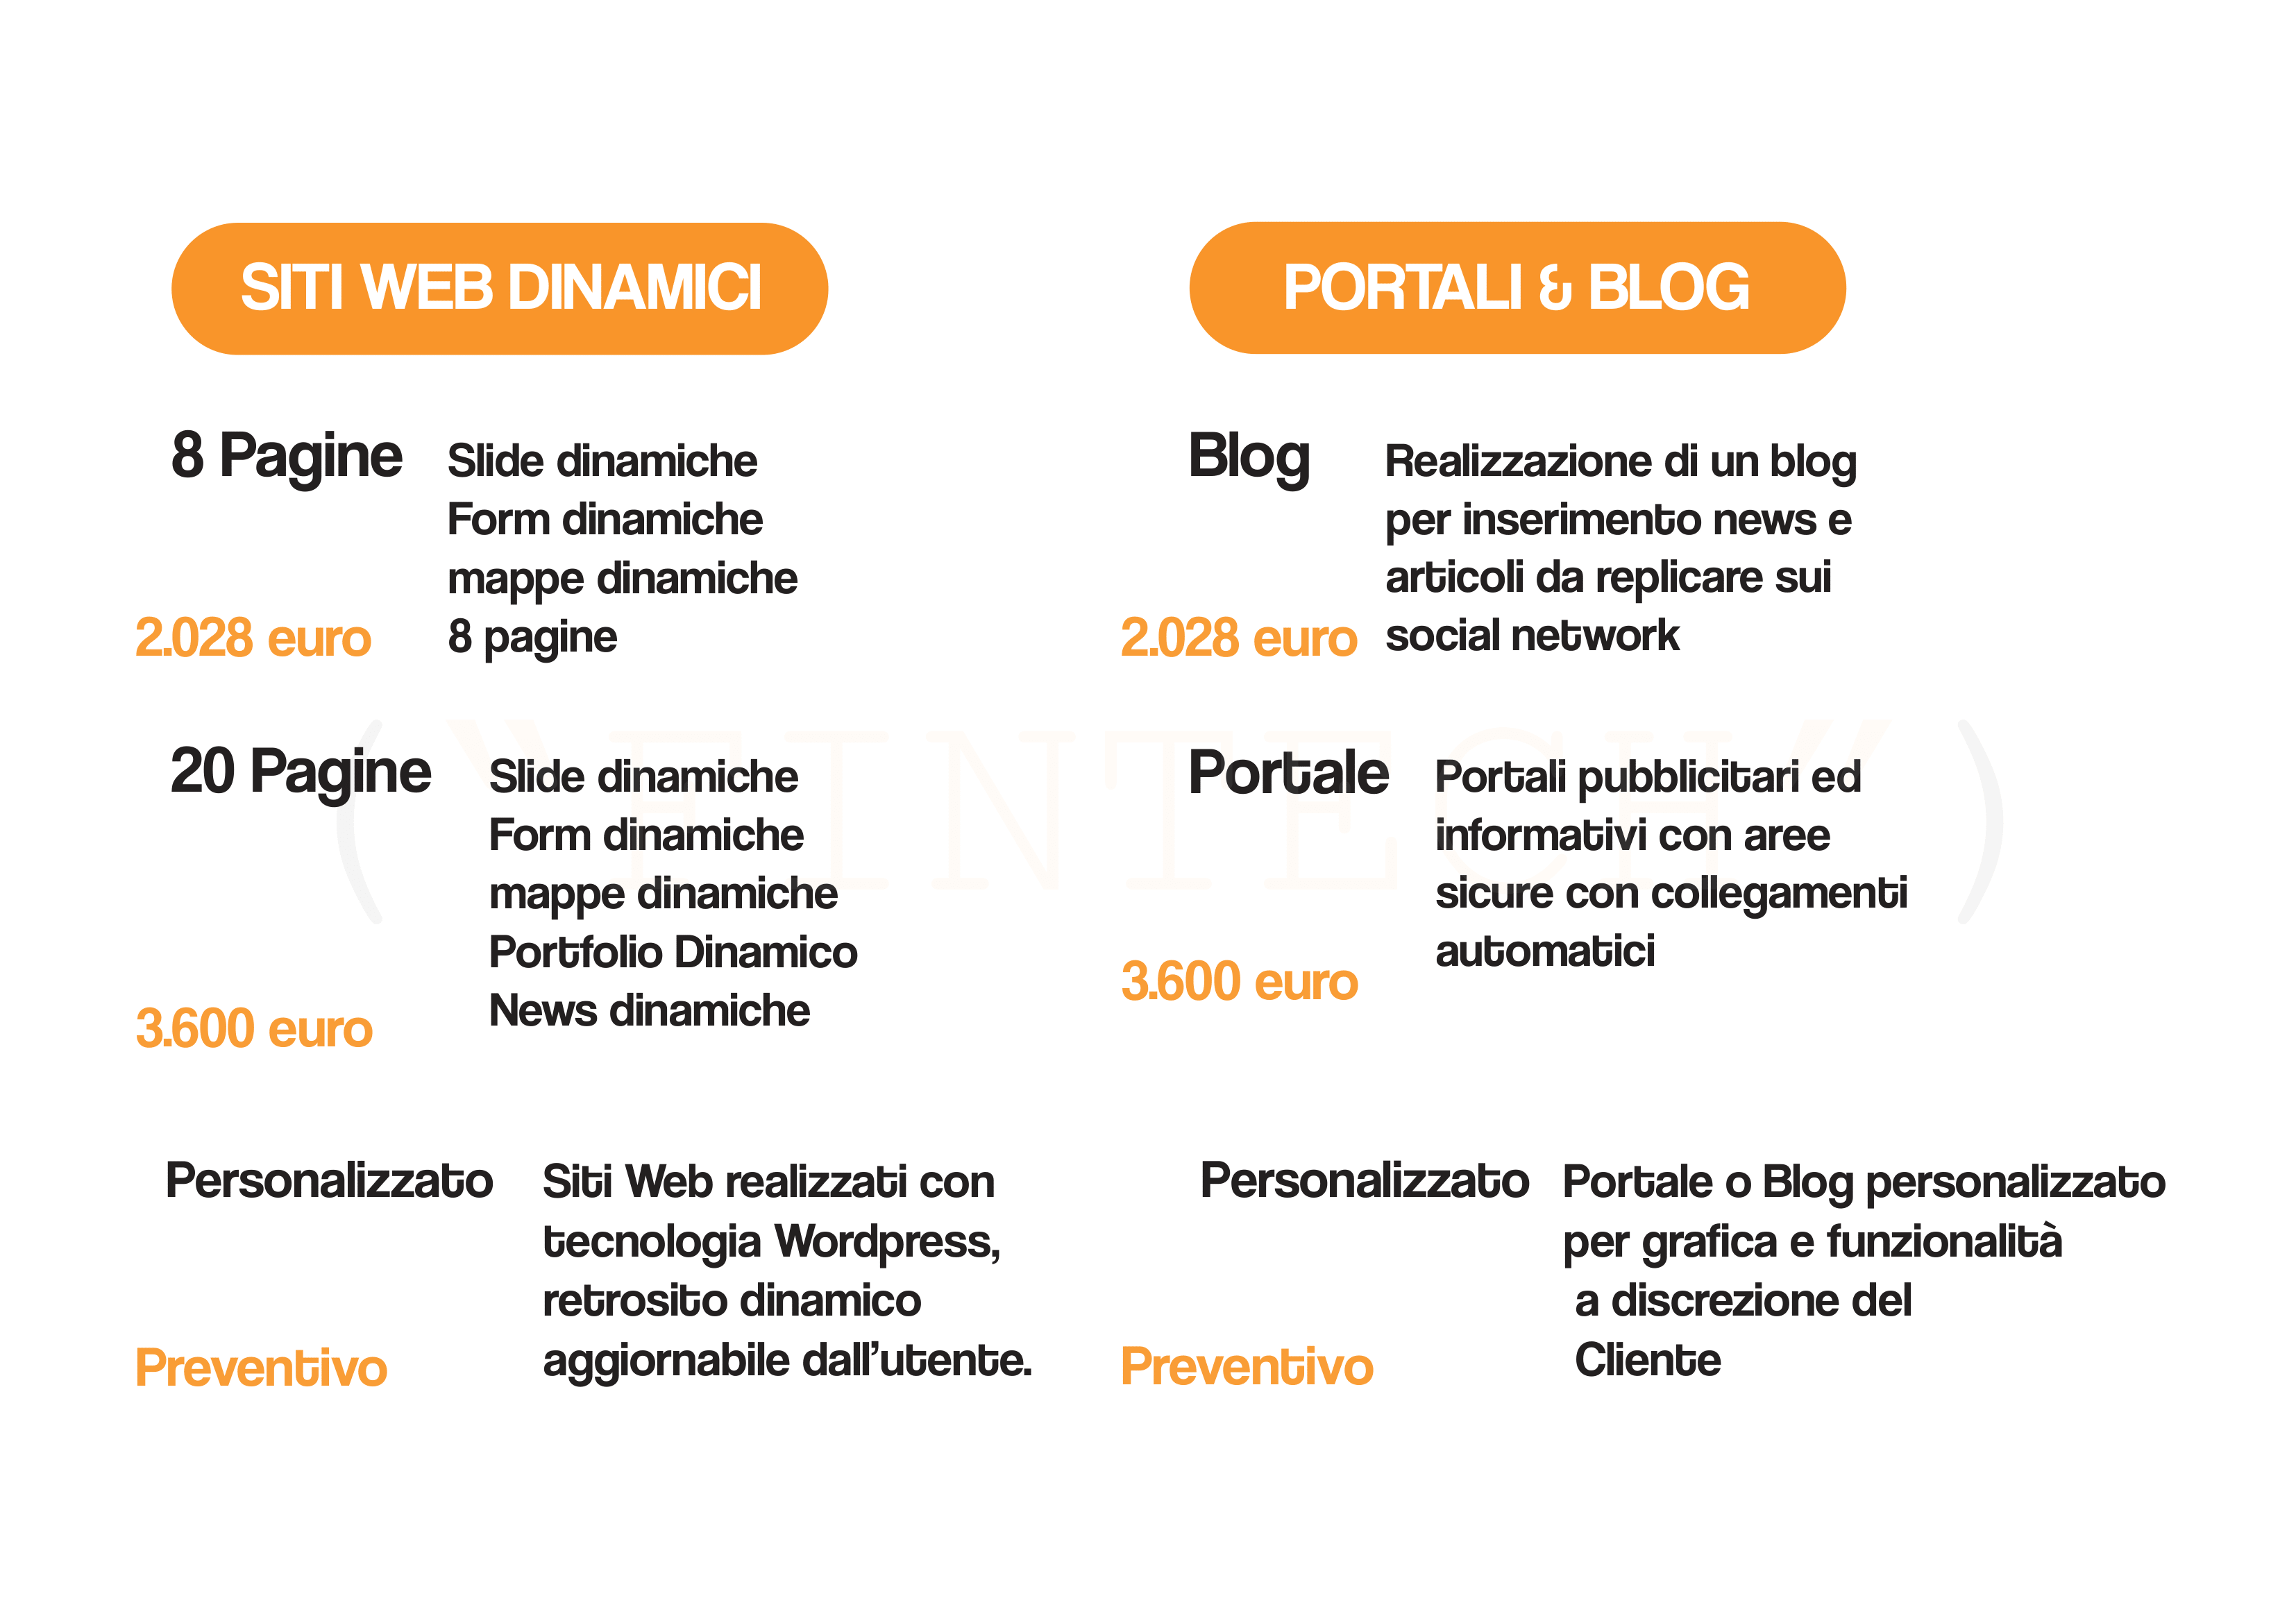 SITI WEB DINAMICI
8 Pagine
Slide dinamiche
Form dinamiche
mappe dinamiche
8 pagine
2.028 euro
20 Pagine
Slide dinamiche
Form dinamiche
mappe dinamiche
Portfolio Dinamico
News dinamiche
3.600 euro
Personalizzato
Siti Web realizzati con
tecnologia Wordpress,
retrosito dinamico
aggiornabile dall’utente.
Preventivo
PORTALI & BLOG
Blog
Realizzazione di un blog
per inserimento news e
articoli da replicare sui
social network
2.028 euro
Portale
Portali pubblicitari ed
informativi con aree
sicure con collegamenti
automatici
3.600 euro
Personalizzato
Portale o Blog personalizzato
per grafica e funzionalità
a discrezione del
Cliente
Preventivo
(“EINTECH”)